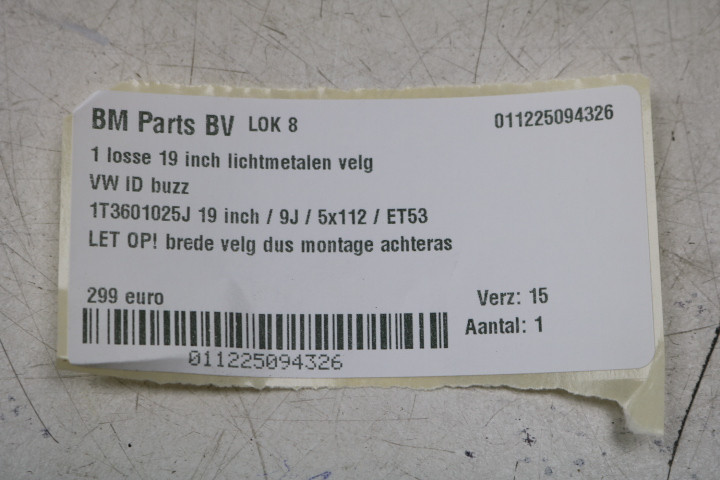 BM Parts BV LOK 8 011225094326
1 losse 19 inch lichtmetalen velg
VW ID buzz
1T3601025J 19 inch / 9J / 5x112 / ET53
LET OP! brede velg dus montage achteras
299 euro Verz: 15
Aantal: 1
011225094326